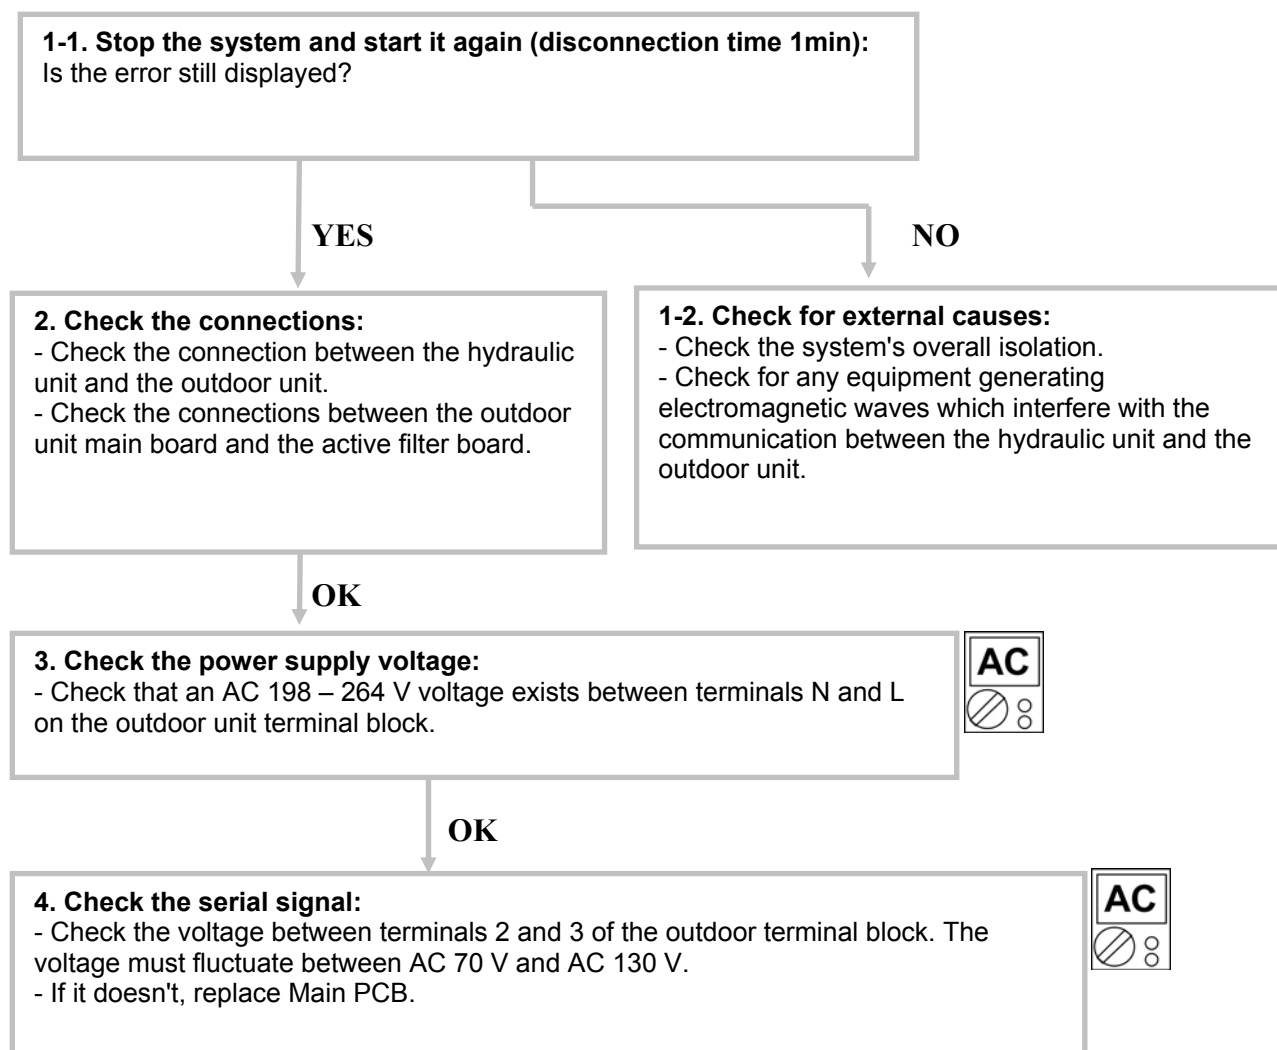 1-1. Stop the system and start it again (disconnection time 1min):
Is the error still displayed?
YES
NO
2. Check the connections:
- Check the connection between the hydraulic
unit and the outdoor unit.
- Check the connections between the outdoor
unit main board and the active filter board.
1-2. Check for external causes:
- Check the system's overall isolation.
- Check for any equipment generating
electromagnetic waves which interfere with the
communication between the hydraulic unit and the
outdoor unit.
OK
3. Check the power supply voltage:
- Check that an AC 198 – 264 V voltage exists between terminals N and L
on the outdoor unit terminal block.
AC
OK
4. Check the serial signal:
- Check the voltage between terminals 2 and 3 of the outdoor terminal block. The
voltage must fluctuate between AC 70 V and AC 130 V.
- If it doesn't, replace Main PCB.
AC